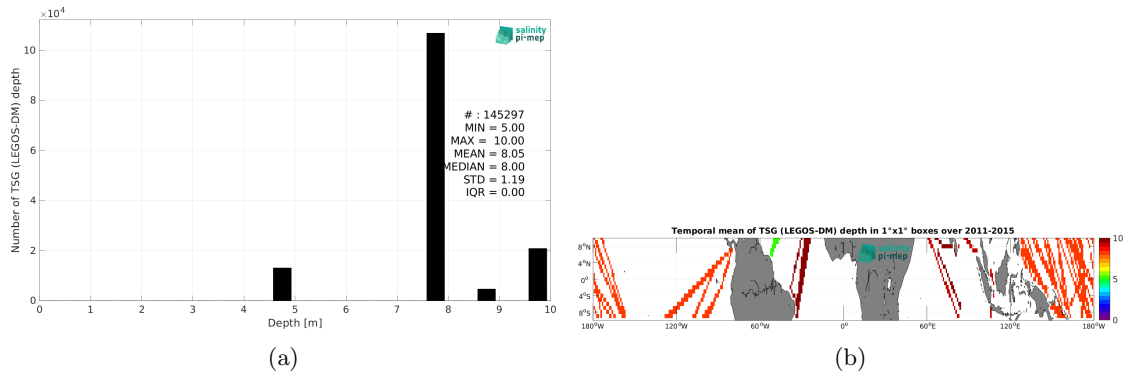 ×10⁴
salinity
pi-mep
Number of TSG (LEGOS-DM) depth
10
8
6
4
2
0
# : 145297
MIN = 5.00
MAX = 10.00
MEAN = 8.05
MEDIAN = 8.00
STD = 1.19
IQR = 0.00
0 1 2 3 4 5 6 7 8 9 10
Depth [m]
(a)
Temporal mean of TSG (LEGOS-DM) depth in 1°x1° boxes over 2011-2015
salinity
pi-mep
8°N
4°N
0°
4°S
8°S
180°W 120°W 60°W 0° 60°E 120°E 180°W
10
5
0
(b)